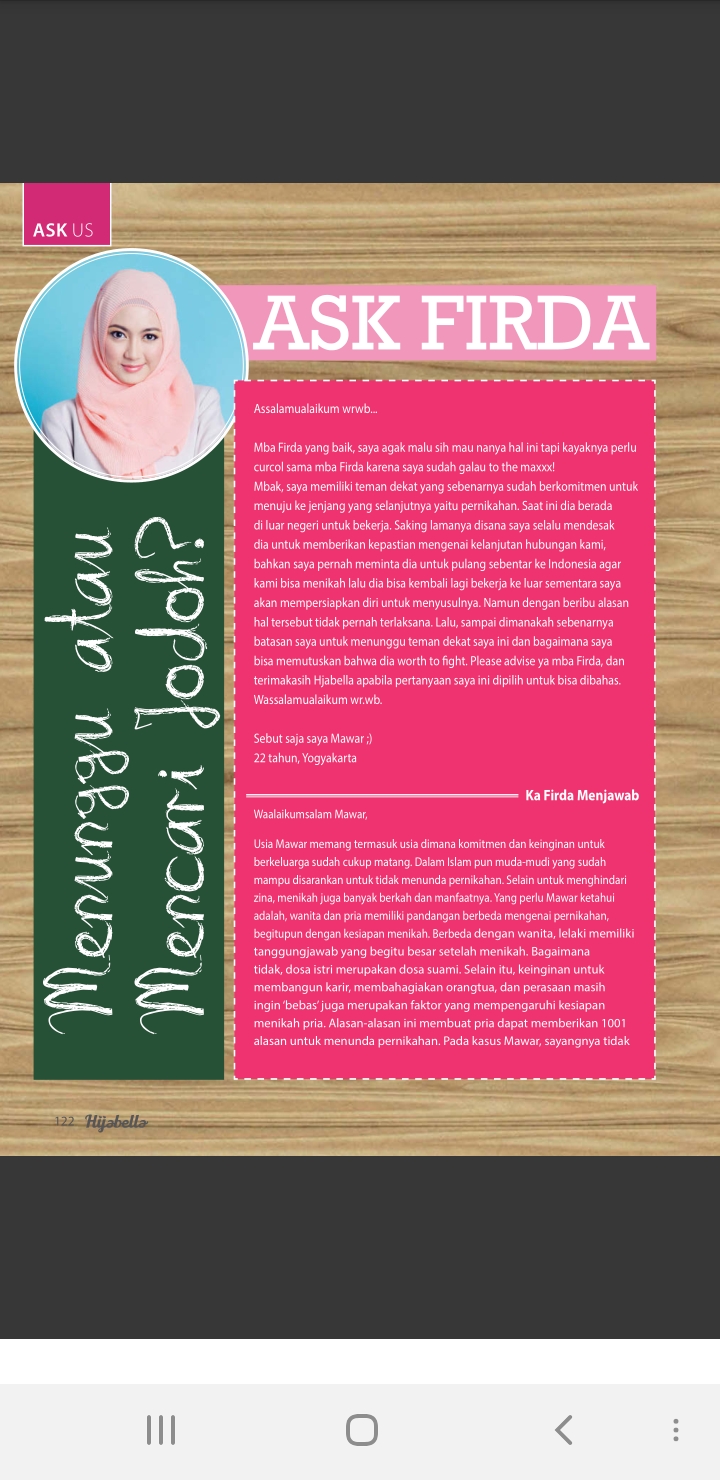 ASK US
ASK FIRDA
Menunggu atau
Mencari Jodoh?
Assalamualaikum wrwb...
Mba Firda yang baik, saya agak malu sih mau nanya hal ini tapi kayaknya perlu
curcol sama mba Firda karena saya sudah galau to the maxxx!
Mbak, saya memiliki teman dekat yang sebenarnya sudah berkomitmen untuk
menuju ke jenjang yang selanjutnya yaitu pernikahan. Saat ini dia berada
di luar negeri untuk bekerja. Saking lamanya disana saya selalu mendesak
dia untuk memberikan kepastian mengenai kelanjutan hubungan kami,
bahkan saya pernah meminta dia untuk pulang sebentar ke Indonesia agar
kami bisa menikah lalu dia bisa kembali lagi bekerja ke luar sementara saya
akan mempersiapkan diri untuk menyusulnya. Namun dengan beribu alasan
hal tersebut tidak pernah terlaksana. Lalu, sampai dimanakah sebenarnya
batasan saya untuk menunggu teman dekat saya ini dan bagaimana saya
bisa memutuskan bahwa dia worth to fight. Please advise ya mba Firda, dan
terimakasih Hjabella apabila pertanyaan saya ini dipilih untuk bisa dibahas.
Wassalamualaikum wr.wb.
Sebut saja saya Mawar ;)
22 tahun, Yogyakarta
Ka Firda Menjawab
Waalaikumsalam Mawar,
Usia Mawar memang termasuk usia dimana komitmen dan keinginan untuk
berkeluarga sudah cukup matang. Dalam Islam pun muda-mudi yang sudah
mampu disarankan untuk tidak menunda pernikahan. Selain untuk menghindari
zina, menikah juga banyak berkah dan manfaatnya. Yang perlu Mawar ketahui
adalah, wanita dan pria memiliki pandangan berbeda mengenai pernikahan,
begitupun dengan kesiapan menikah. Berbeda dengan wanita, lelaki memiliki
tanggungjawab yang begitu besar setelah menikah. Bagaimana
tidak, dosa istri merupakan dosa suami. Selain itu, keinginan untuk
membangun karir, membahagiakan orangtua, dan perasaan masih
ingin 'bebas' juga merupakan faktor yang mempengaruhi kesiapan
menikah pria. Alasan-alasan ini membuat pria dapat memberikan 1001
alasan untuk menunda pernikahan. Pada kasus Mawar, sayangnya tidak
122 Hijabella